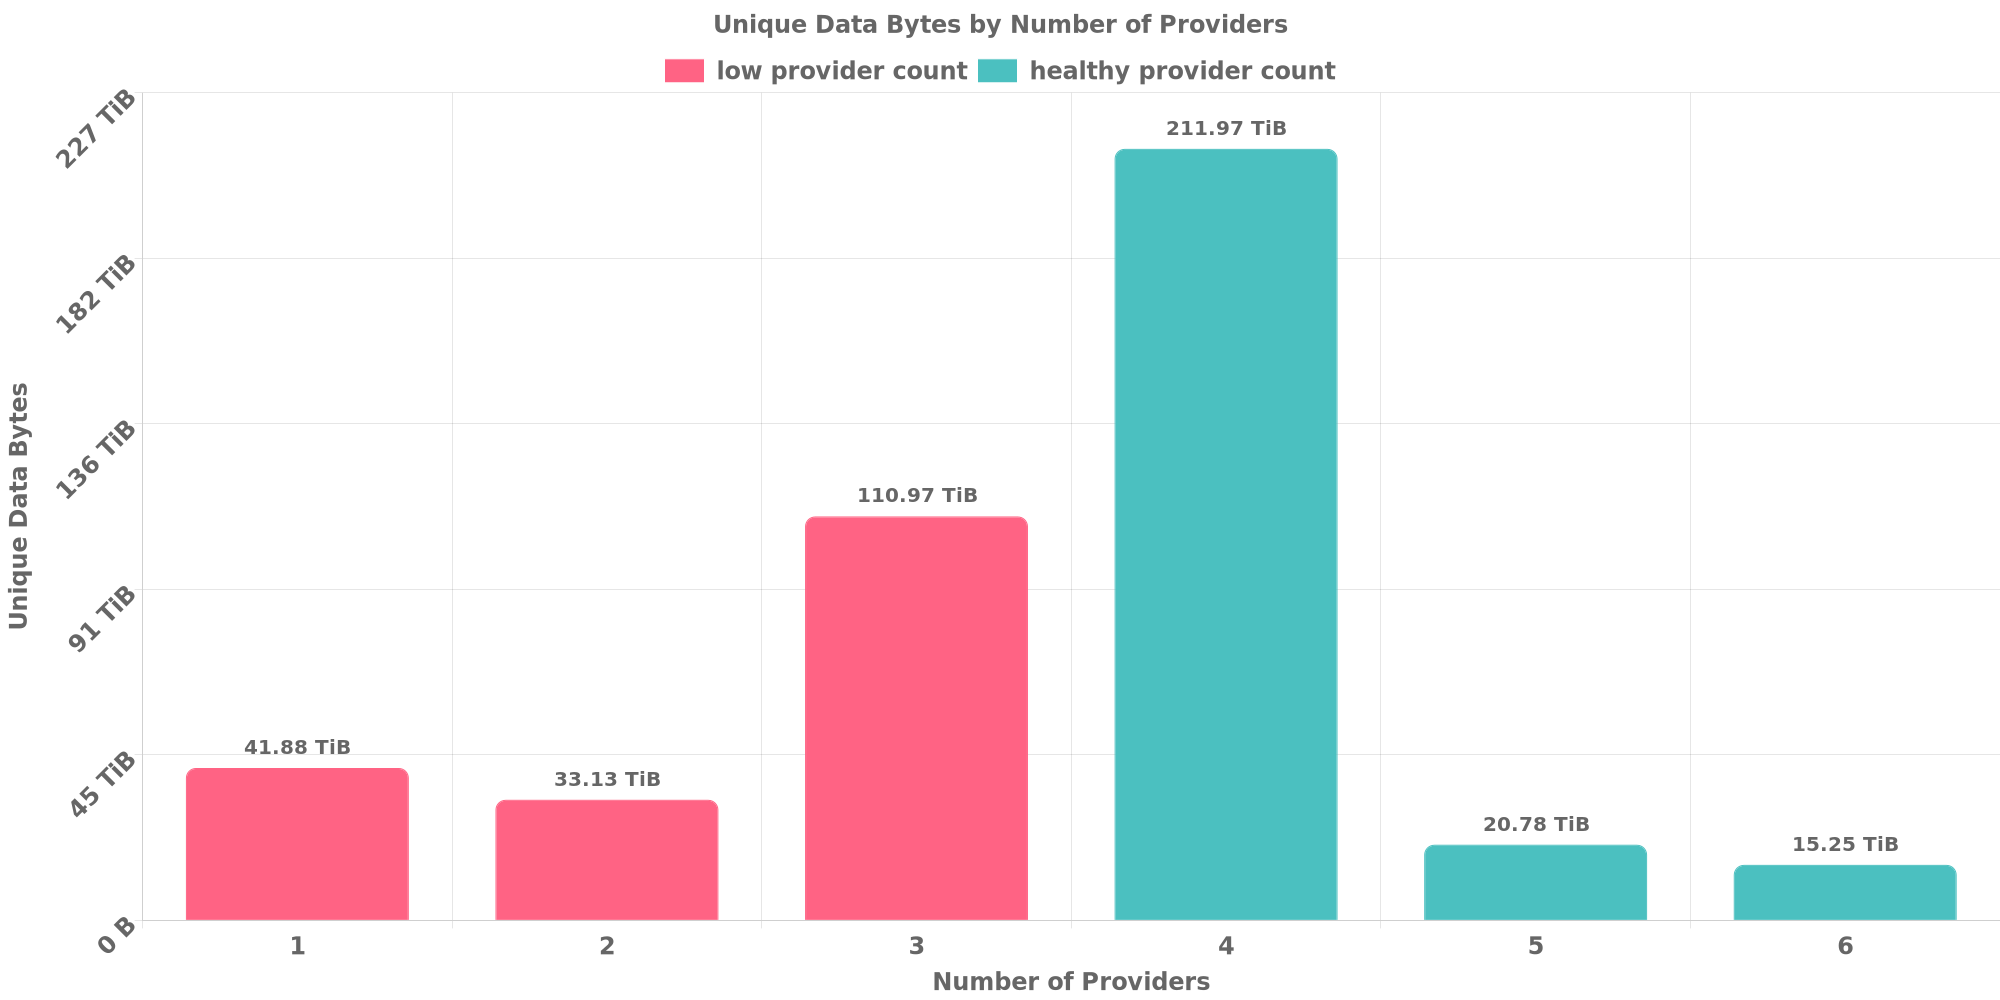 Unique Data Bytes by Number of Providers
low provider count healthy provider count
227 TiB
182 TiB
136 TiB
91 TiB
45 TiB
0 B
Unique Data Bytes
41.88 TiB
33.13 TiB
110.97 TiB
211.97 TiB
20.78 TiB
15.25 TiB
1 2 3 4 5 6
Number of Providers